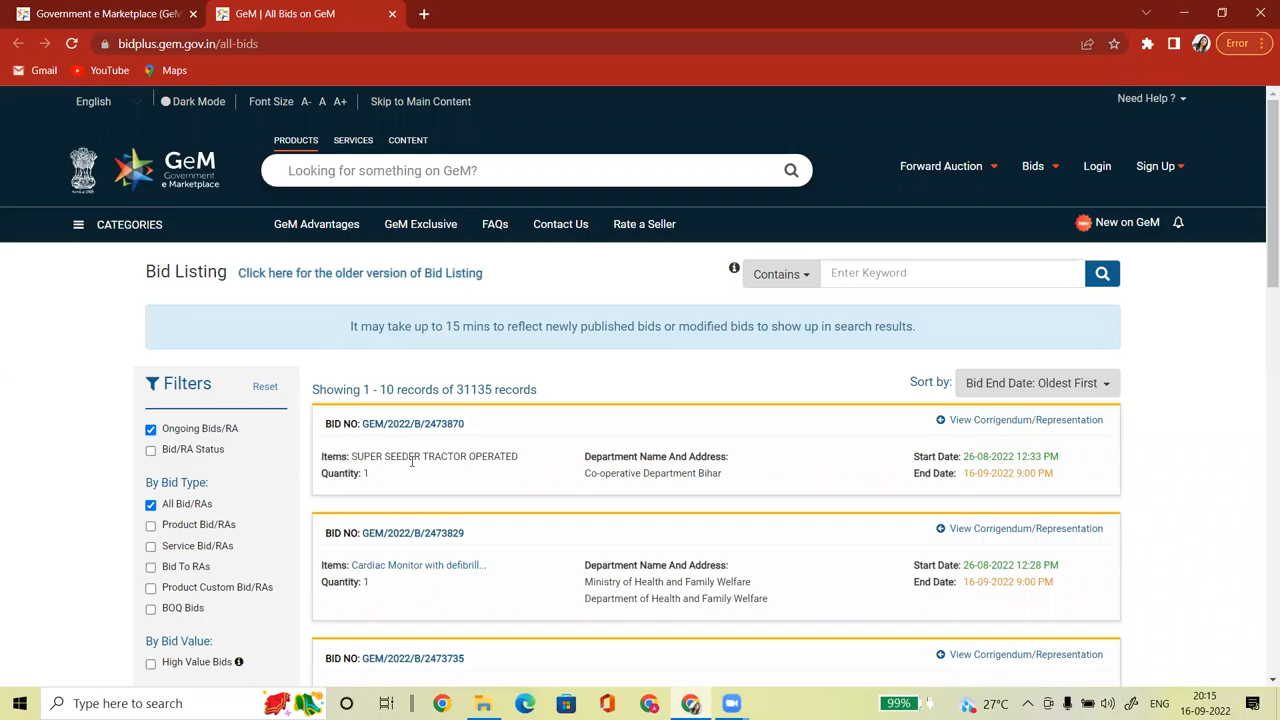 Government e Marketplace (GeM
GeM | All Bids on GeM
bidplus.gem.gov.in/all-bids
Error
Gmail
YouTube
Maps
English
Dark Mode
Font Size A- A A+
Skip to Main Content
Need Help ?
PRODUCTS SERVICES CONTENT
GeM
Government
e Marketplace
Looking for something on GeM?
Forward Auction
Bids
Login
Sign Up
CATEGORIES
GeM Advantages
GeM Exclusive
FAQs
Contact Us
Rate a Seller
New on GeM
Bid Listing
Click here for the older version of Bid Listing
Contains
Enter Keyword
It may take up to 15 mins to reflect newly published bids or modified bids to show up in search results.
Filters
Reset
Ongoing Bids/RA
Bid/RA Status
By Bid Type:
All Bid/RAs
Product Bid/RAs
Service Bid/RAs
Bid To RAs
Product Custom Bid/RAs
BOQ Bids
By Bid Value:
High Value Bids
Showing 1 - 10 records of 31135 records
Sort by:
Bid End Date: Oldest First
BID NO: GEM/2022/B/2473870
View Corrigendum/Representation
Items: SUPER SEEDER TRACTOR OPERATED
Quantity: 1
Department Name And Address:
Co-operative Department Bihar
Start Date: 26-08-2022 12:33 PM
End Date: 16-09-2022 9:00 PM
BID NO: GEM/2022/B/2473829
View Corrigendum/Representation
Items: Cardiac Monitor with defibrill...
Quantity: 1
Department Name And Address:
Ministry of Health and Family Welfare
Department of Health and Family Welfare
Start Date: 26-08-2022 12:28 PM
End Date: 16-09-2022 9:00 PM
BID NO: GEM/2022/B/2473735
View Corrigendum/Representation
Type here to search
99%
27°C
ENG
20:15
16-09-2022